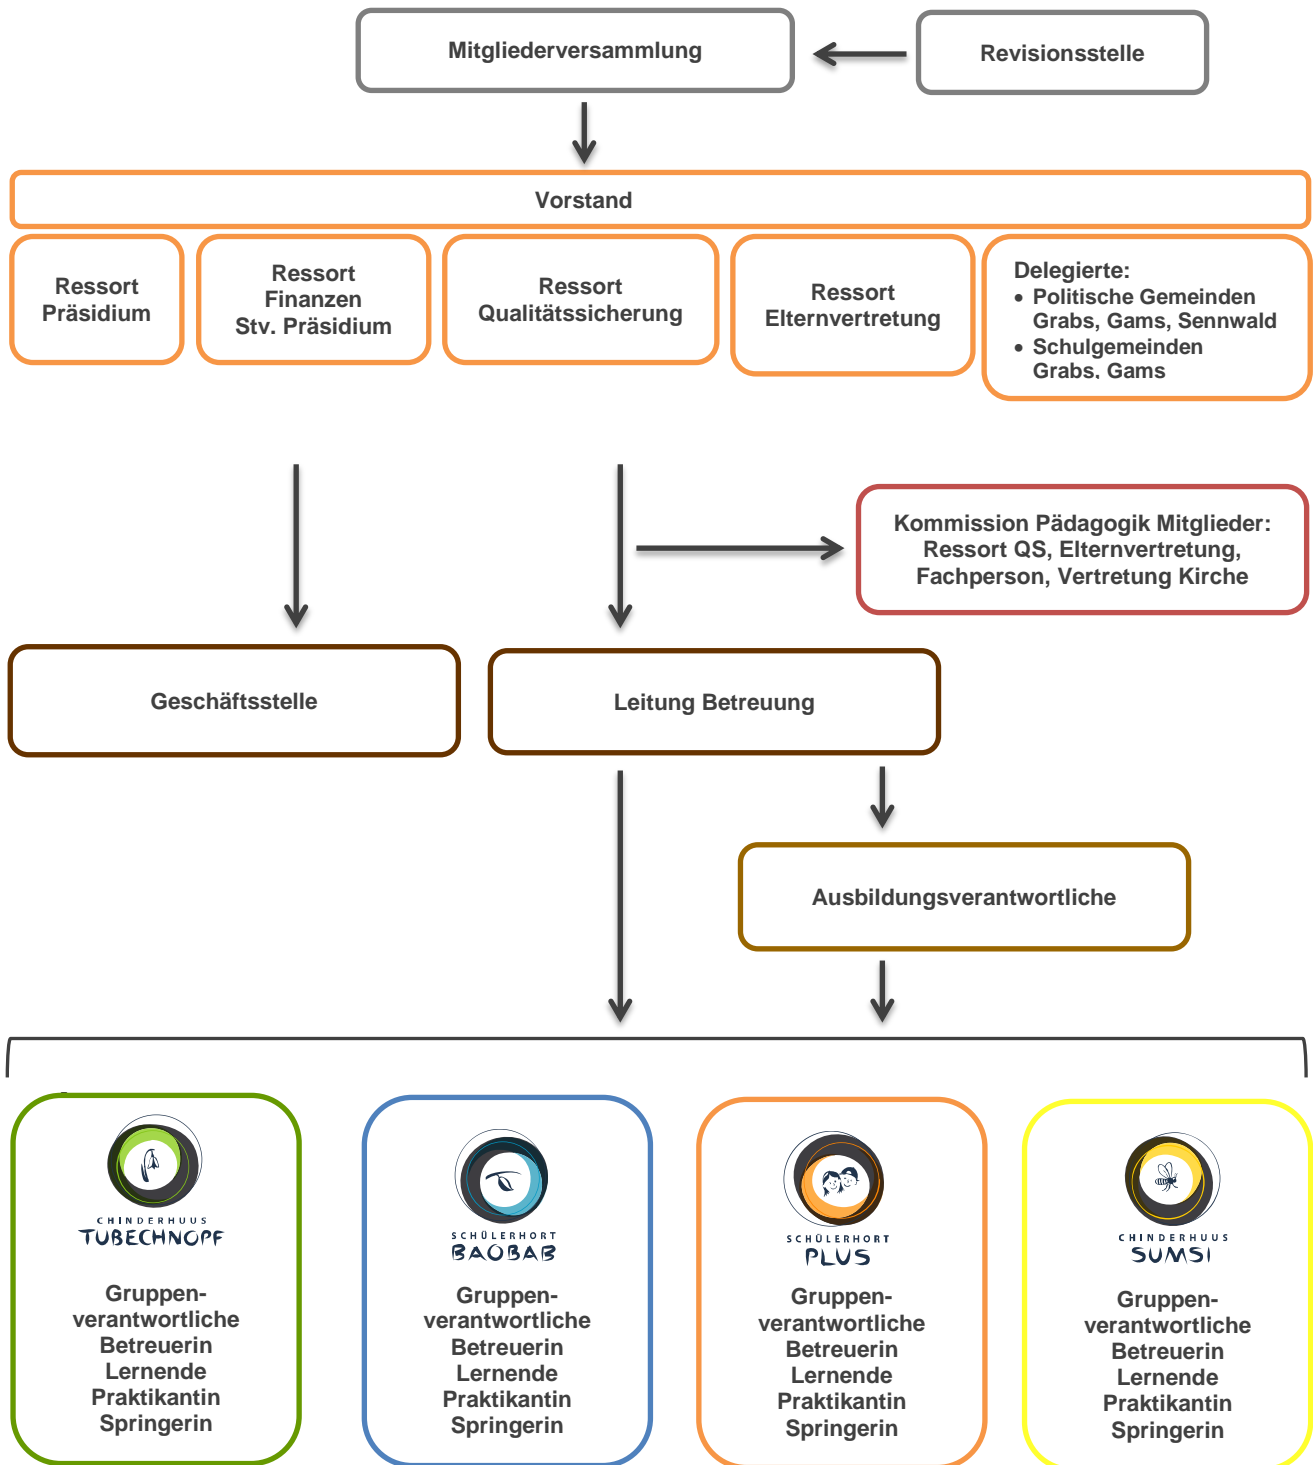 Mitgliederversammlung
Revisionsstelle
Vorstand
Ressort
Präsidium
Ressort
Finanzen
Stv. Präsidium
Ressort
Qualitätssicherung
Ressort
Elternvertretung
Delegierte:
• Politische Gemeinden
Grabs, Gams, Sennwald
• Schulgemeinden
Grabs, Gams
Kommission Pädagogik Mitglieder:
Ressort QS, Elternvertretung,
Fachperson, Vertretung Kirche
Geschäftsstelle
Leitung Betreuung
Ausbildungsverantwortliche
CHINDERHUUS
TUBECHNOPF
Gruppen-
verantwortliche
Betreuerin
Lernende
Praktikantin
Springerin
SCHÜLERHORT
BAOBAB
Gruppen-
verantwortliche
Betreuerin
Lernende
Praktikantin
Springerin
SCHÜLERHORT
PLUS
Gruppen-
verantwortliche
Betreuerin
Lernende
Praktikantin
Springerin
CHINDERHUUS
SUMSI
Gruppen-
verantwortliche
Betreuerin
Lernende
Praktikantin
Springerin